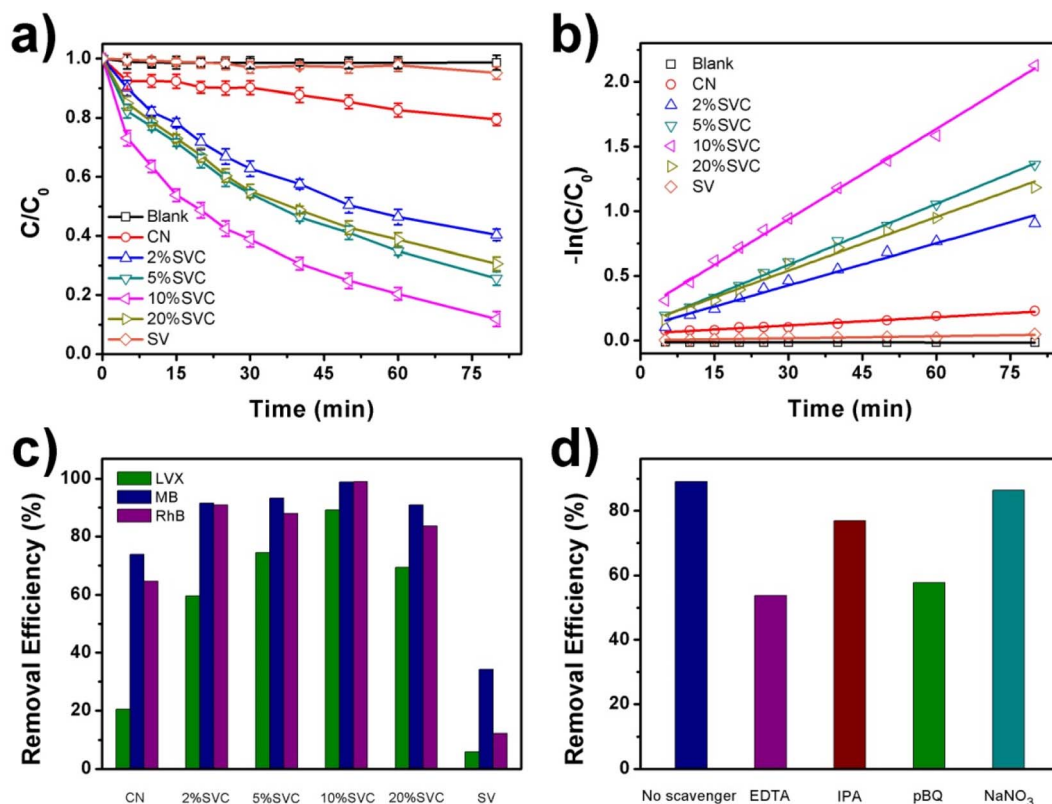 a)
C/C0
1.0
0.8
0.6
0.4
0.2
0.0
Blank
CN
2%SVC
5%SVC
10%SVC
20%SVC
SV
0 15 30 45 60 75
Time (min)
b)
-ln(C/C0)
2.0
1.5
1.0
0.5
0.0
Blank
CN
2%SVC
5%SVC
10%SVC
20%SVC
SV
0 15 30 45 60 75
Time (min)
c)
Removal Efficiency (%)
100
80
60
40
20
0
LVX
MB
RhB
CN 2%SVC 5%SVC 10%SVC 20%SVC SV
d)
Removal Efficiency (%)
80
60
40
20
0
No scavenger EDTA IPA pBQ NaNO3